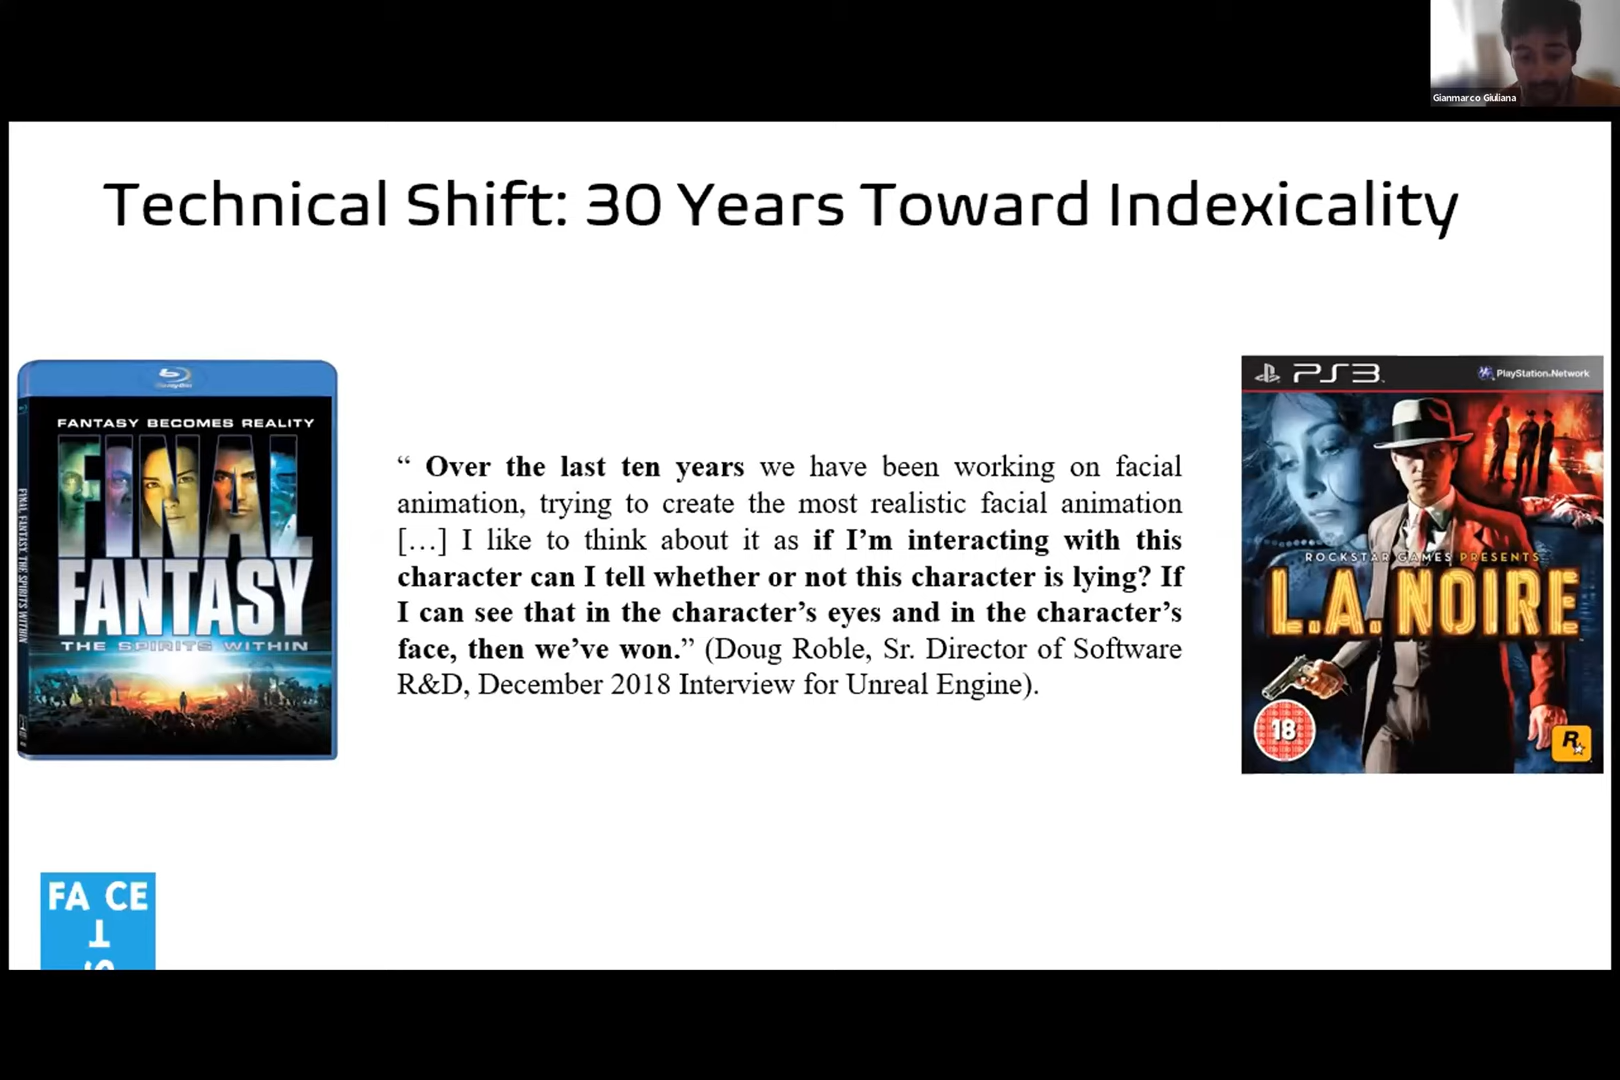 Gianmarco Giuliana
Technical Shift: 30 Years Toward Indexicality
FANTASY BECOMES REALITY
FINAL
FANTASY
THE SPIRITS WITHIN
FINAL FANTASY THE SPIRITS WITHIN
“ Over the last ten years we have been working on facial
animation, trying to create the most realistic facial animation
[…] I like to think about it as if I’m interacting with this
character can I tell whether or not this character is lying? If
I can see that in the character’s eyes and in the character’s
face, then we’ve won.” (Doug Roble, Sr. Director of Software
R&D, December 2018 Interview for Unreal Engine).
PS3
PlayStation Network
ROCKSTAR GAMES PRESENTS
L.A. NOIRE
18
R
FA CE
T
S